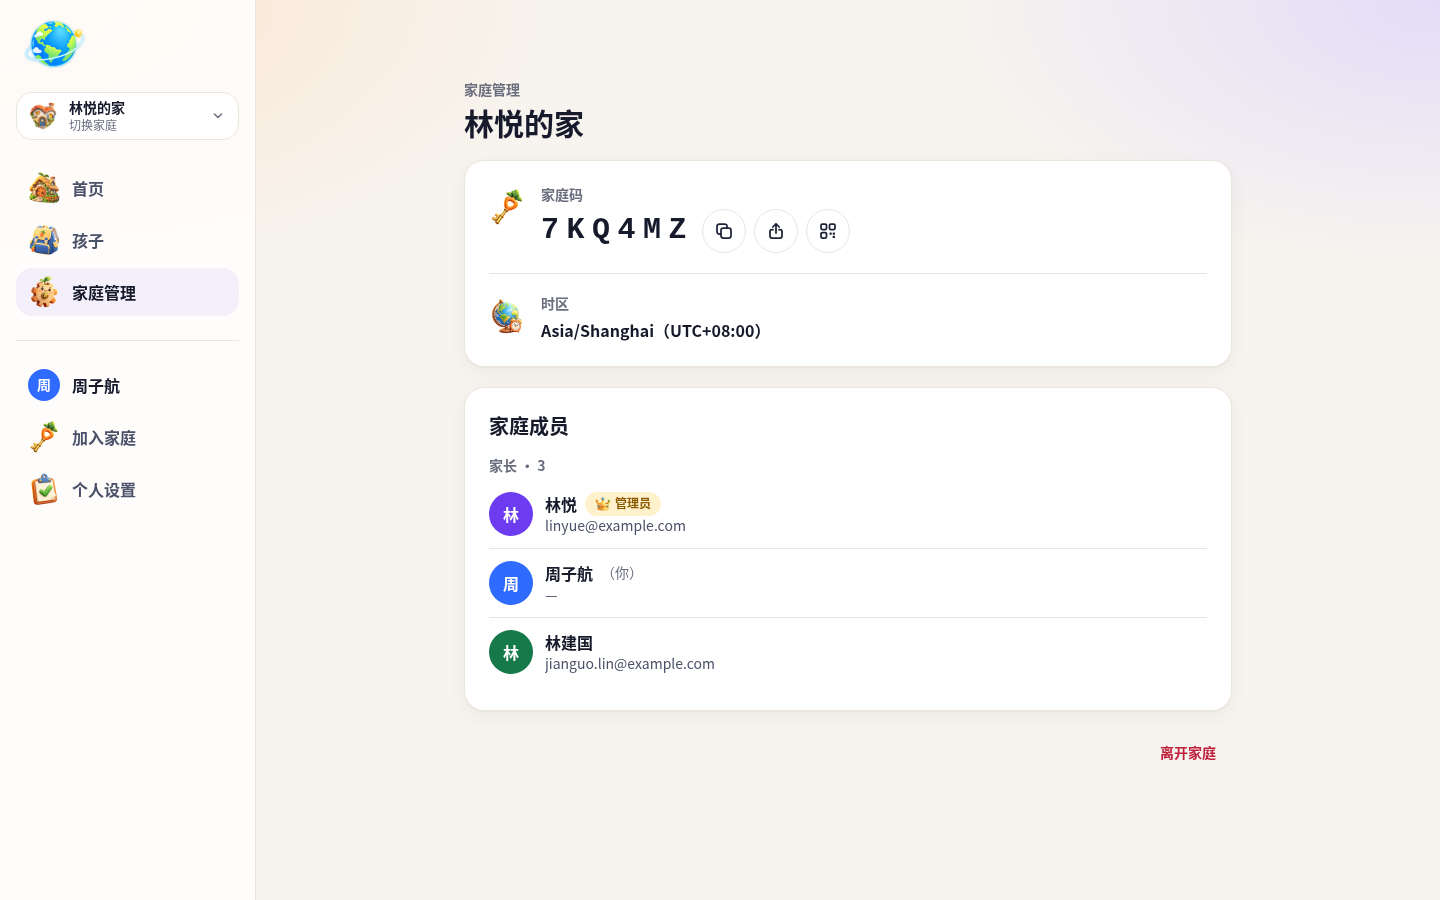 林悦的家
切换家庭
首页
孩子
家庭管理
周
周子航
加入家庭
个人设置
家庭管理
林悦的家
家庭码
7KQ4MZ
时区
Asia/Shanghai（UTC+08:00）
家庭成员
家长 • 3
林
林悦
管理员
linyue@example.com
周
周子航
（你）
—
林
林建国
jianguo.lin@example.com
离开家庭